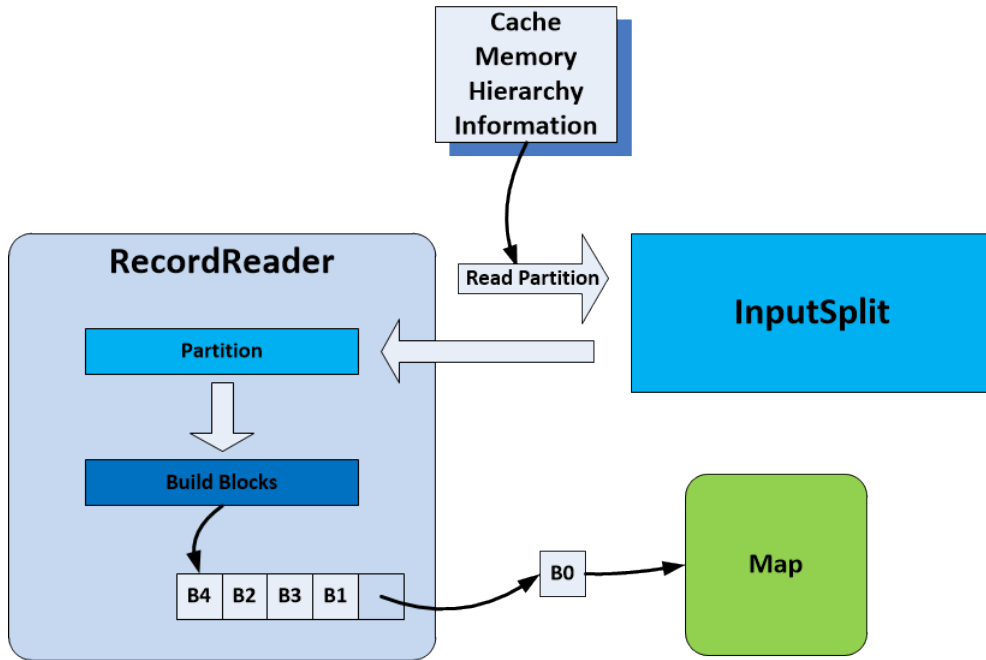 Cache
Memory
Hierarchy
Information
RecordReader
Read Partition
InputSplit
Partition
Build Blocks
B4 B2 B3 B1
B0
Map